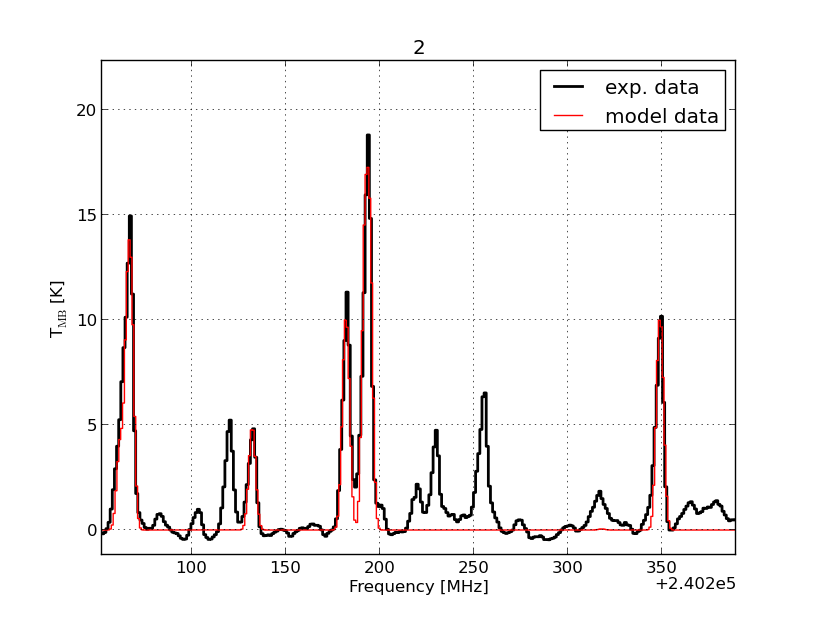 2
exp. data
model data
T_MB [K]
20
15
10
5
0
100 150 200 250 300 350
Frequency [MHz]
+2.402e5